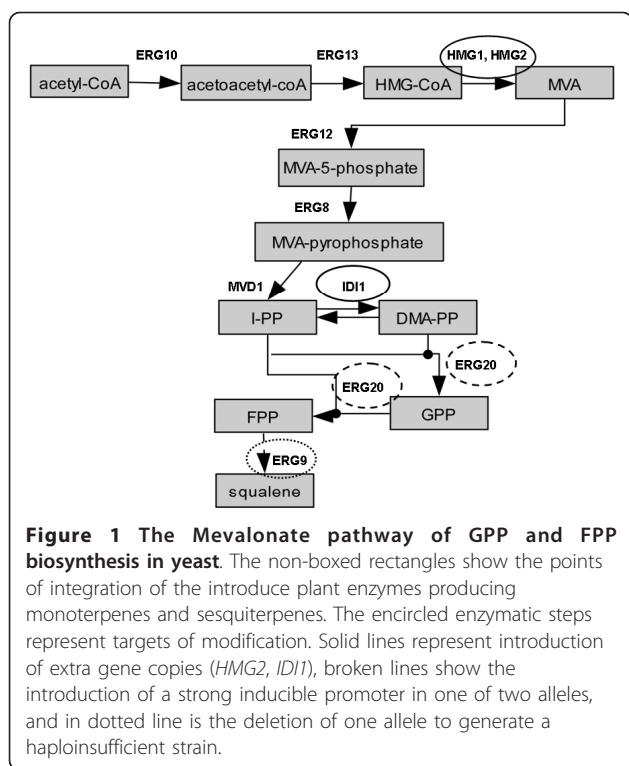 ERG10
ERG13
HMG1, HMG2
acetyl-CoA
acetoacetyl-coA
HMG-CoA
MVA
ERG12
MVA-5-phosphate
ERG8
MVA-pyrophosphate
MVD1
IDI1
I-PP
DMA-PP
ERG20
ERG20
FPP
GPP
ERG9
squalene
Figure 1 The Mevalonate pathway of GPP and FPP
biosynthesis in yeast. The non-boxed rectangles show the points
of integration of the introduce plant enzymes producing
monoterpenes and sesquiterpenes. The encircled enzymatic steps
represent targets of modification. Solid lines represent introduction
of extra gene copies (HMG2, IDI1), broken lines show the
introduction of a strong inducible promoter in one of two alleles,
and in dotted line is the deletion of one allele to generate a
haploinsufficient strain.